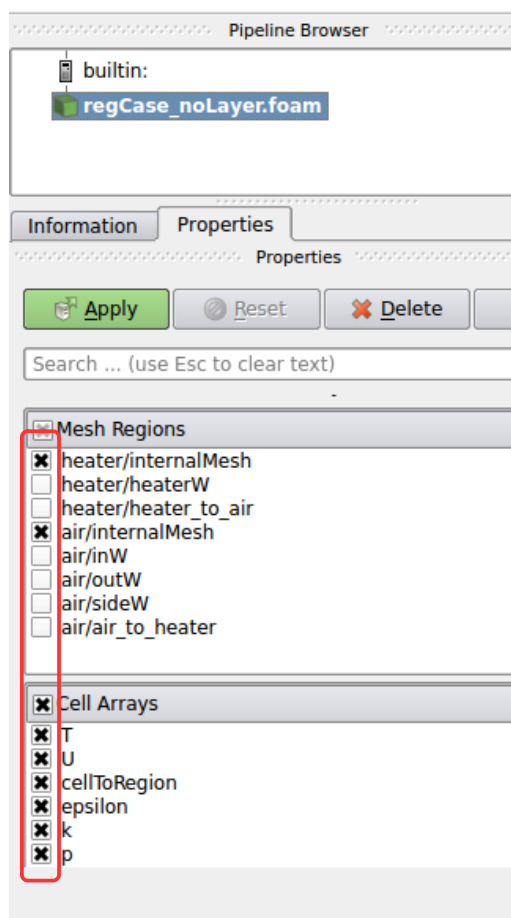 Pipeline Browser
builtin:
regCase_noLayer.foam
Information Properties
Properties
Apply Reset Delete
Search ... (use Esc to clear text)
Mesh Regions
heater/internalMesh
heater/heaterW
heater/heater_to_air
air/internalMesh
air/inW
air/outW
air/sideW
air/air_to_heater
Cell Arrays
T
U
cellToRegion
epsilon
k
p